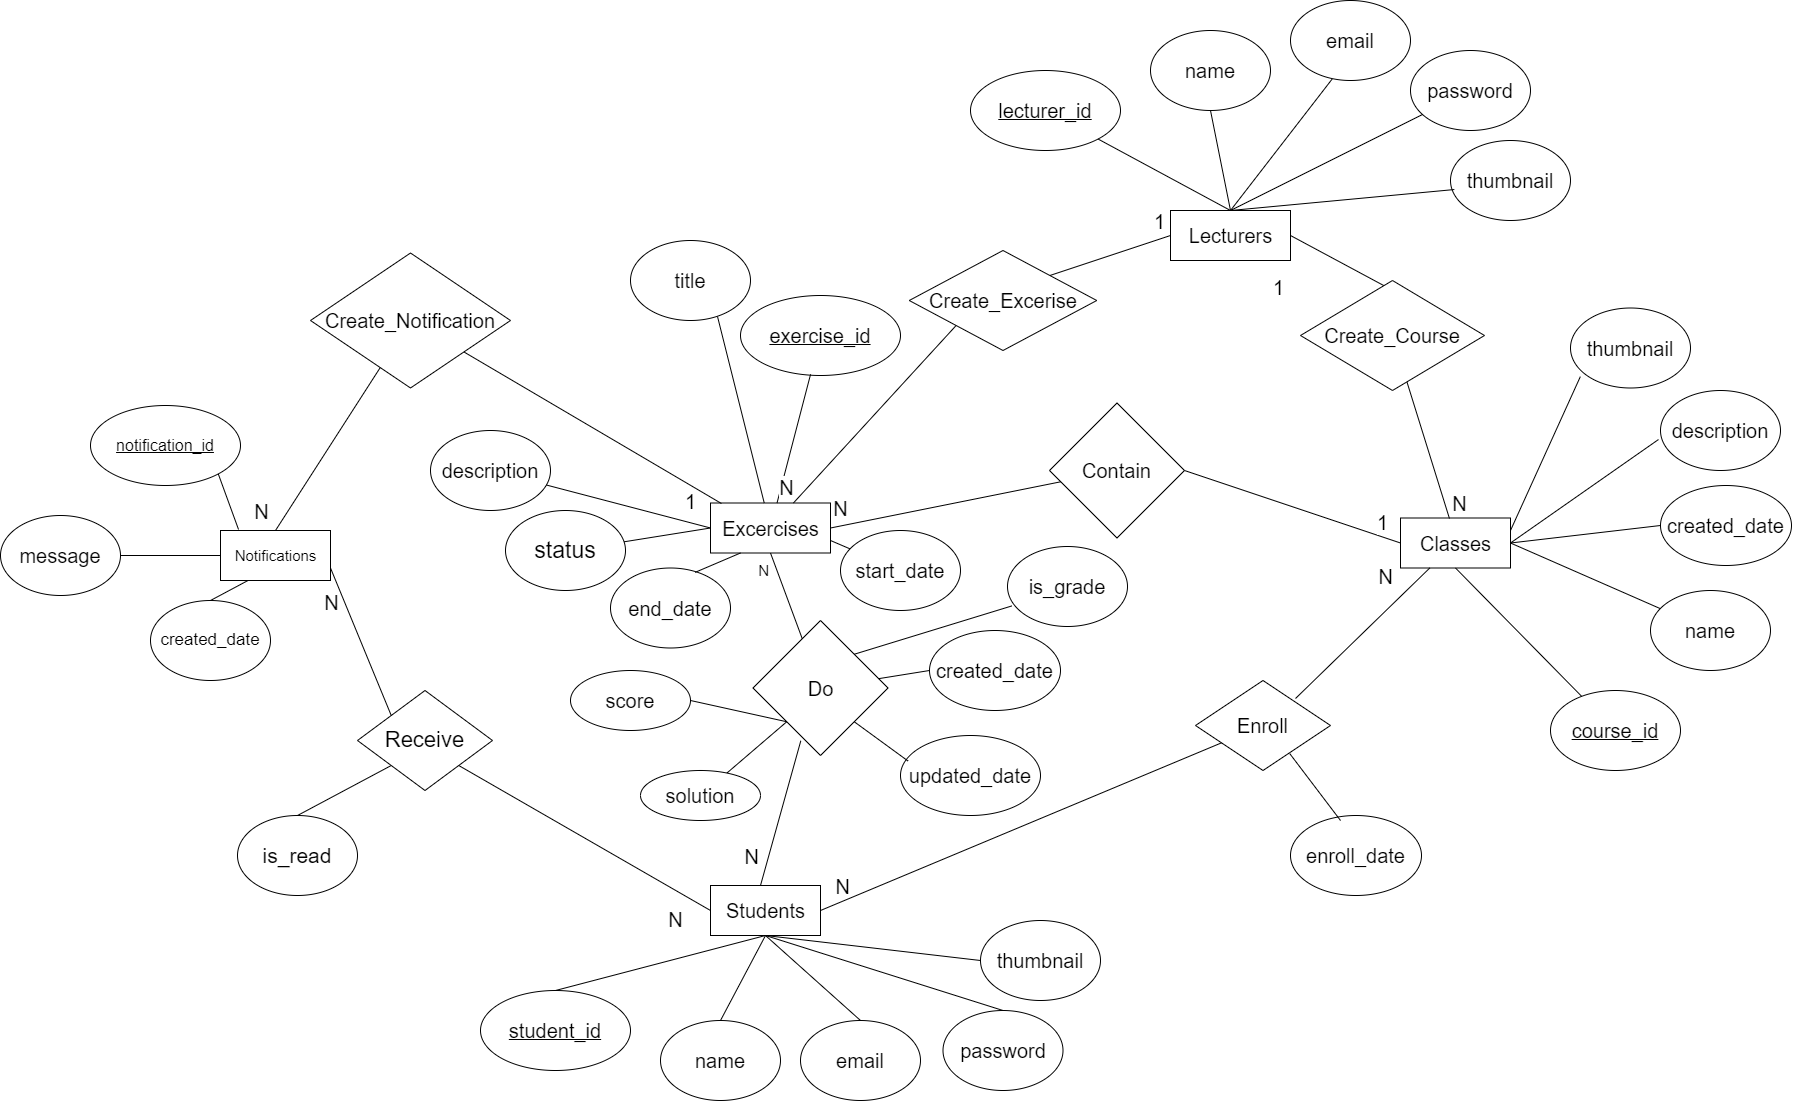 email
name
password
lecturer_id
thumbnail
1
Lecturers
title
1
Create_Notification
Create_Excerise
exercise_id
Create_Course
thumbnail
notification_id
description
description
Contain
N
1
N
N
N
N
Excercises
1
created_date
message
Notifications
status
N
start_date
Classes
N
N
end_date
is_grade
created_date
name
Do
created_date
score
Enroll
course_id
Receive
updated_date
solution
is_read
N
enroll_date
N
N
Students
thumbnail
student_id
name
email
password